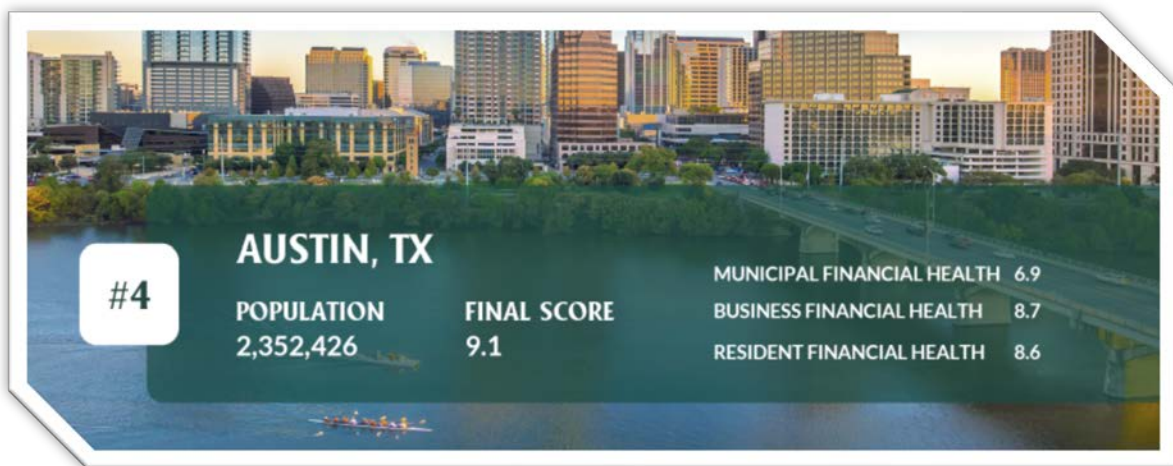 #4
AUSTIN, TX
POPULATION
2,352,426
FINAL SCORE
9.1
MUNICIPAL FINANCIAL HEALTH 6.9
BUSINESS FINANCIAL HEALTH 8.7
RESIDENT FINANCIAL HEALTH 8.6